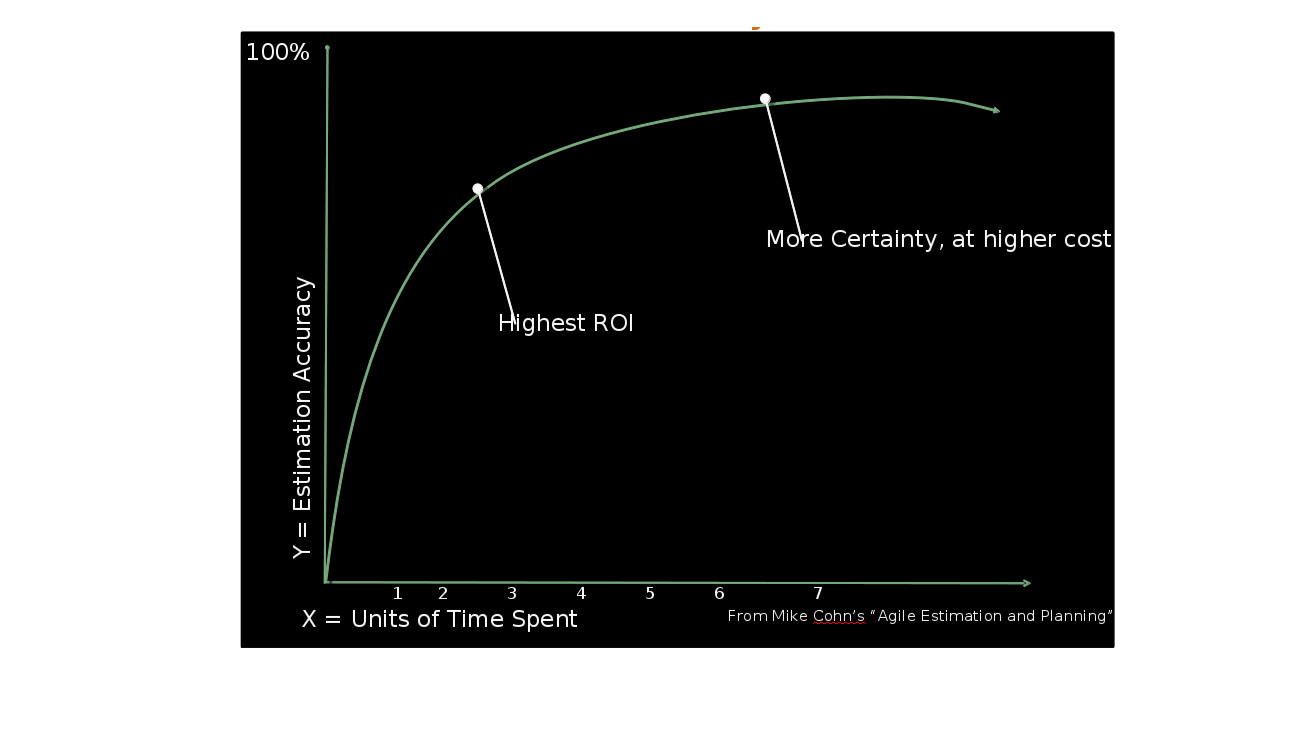 100%
Y = Estimation Accuracy
More Certainty, at higher cost
Highest ROI
1 2 3 4 5 6 7
X = Units of Time Spent
From Mike Cohn’s “Agile Estimation and Planning”